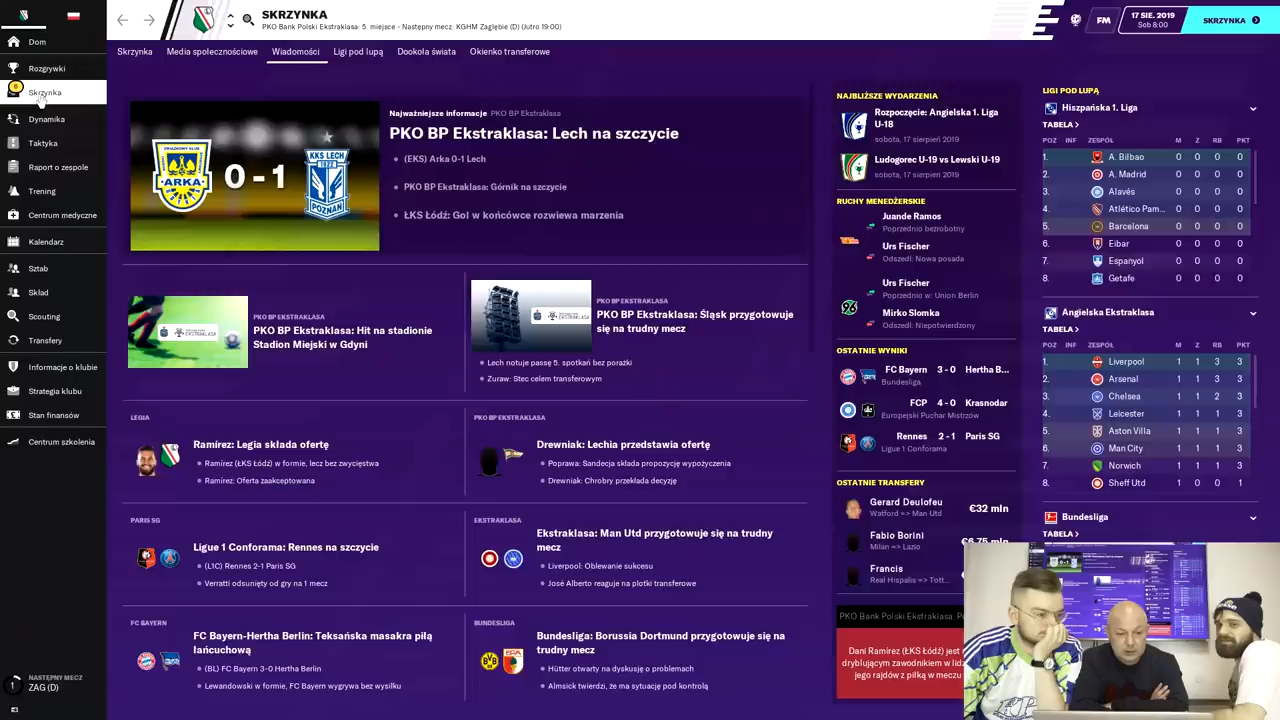 SKRZYNKA
PKO Bank Polski Ekstraklasa: 5. miejsce - Następny mecz: KGHM Zagłębie (D) (Jutro 19:00)
FM
17 SIE. 2019
Sob 8:00
SKRZYNKA
Dom
Rozgrywki
Skrzynka
Dynamika
Taktyka
Raport o zespole
Trening
Centrum medyczne
Kalendarz
Sztab
Skład
Scouting
Transfery
Informacje o klubie
Strategia klubu
Stan finansów
Centrum szkolenia
NASTĘPNY MECZ
ZAG (D)
Skrzynka Media społecznościowe Wiadomości Ligi pod lupą Dookoła świata Okienko transferowe
ARKA
0 - 1
KKS LECH
1922
POZNAŃ
Najważniejsze informacje PKO BP Ekstraklasa
PKO BP Ekstraklasa: Lech na szczycie
(EKS) Arka 0-1 Lech
PKO BP Ekstraklasa: Górnik na szczycie
ŁKS Łódź: Gol w końcówce rozwiewa marzenia
PKO BP EKSTRAKLASA
PKO BP Ekstraklasa: Hit na stadionie
Stadion Miejski w Gdyni
PKO BP EKSTRAKLASA
PKO BP Ekstraklasa: Śląsk przygotowuje
się na trudny mecz
Lech notuje passę 5. spotkań bez porażki
Żuraw: Stec celem transferowym
LEGIA
Ramírez: Legia składa ofertę
Ramírez (ŁKS Łódź) w formie, lecz bez zwycięstwa
Ramírez: Oferta zaakceptowana
PKO BP EKSTRAKLASA
Drewniak: Lechia przedstawia ofertę
Poprawa: Sandecja składa propozycję wypożyczenia
Drewniak: Chrobry przekłada decyzję
PARIS SG
Ligue 1 Conforama: Rennes na szczycie
(L1C) Rennes 2-1 Paris SG
Verratti odsunięty od gry na 1 mecz
EKSTRAKLASA
Ekstraklasa: Man Utd przygotowuje się na trudny
mecz
Liverpool: Oblewanie sukcesu
José Alberto reaguje na plotki transferowe
FC BAYERN
FC Bayern-Hertha Berlin: Teksańska masakra piłą
łańcuchową
(BL) FC Bayern 3-0 Hertha Berlin
Lewandowski w formie, FC Bayern wygrywa bez wysiłku
BUNDESLIGA
Bundesliga: Borussia Dortmund przygotowuje się na
trudny mecz
Hütter otwarty na dyskusję o problemach
Almsick twierdzi, że ma sytuację pod kontrolą
NAJBLIŻSZE WYDARZENIA
Rozpoczęcie: Angielska 1. Liga
U-18
sobota, 17 sierpień 2019
Ludogorec U-19 vs Lewski U-19
sobota, 17 sierpień 2019
RUCHY MENEDŻERSKIE
Juande Ramos
Poprzednio bezrobotny
Urs Fischer
Odszedł: Nowa posada
Urs Fischer
Poprzednio w: Union Berlin
Mirko Slomka
Odszedł: Niepotwierdzony
OSTATNIE WYNIKI
FC Bayern 3 - 0 Hertha B...
Bundesliga
FCP 4 - 0 Krasnodar
Europejski Puchar Mistrzów
Rennes 2 - 1 Paris SG
Ligue 1 Conforama
OSTATNIE TRANSFERY
Gerard Deulofeu
Watford => Man Utd
€32 mln
Fabio Borini
Milan => Lazio
€6.75 mln
Francis
Real Hispalis => Tott...
PKO Bank Polski Ekstraklasa,
Dani Ramírez (ŁKS Łódź) jest
dryblującym zawodnikiem w lidz
jego rajdów z piłką w meczu
LIGI POD LUPĄ
Hiszpańska 1. Liga
TABELA >
POZ INF ZESPÓŁ M Z RB PKT
1. A. Bilbao 0 0 0 0
2. A. Madrid 0 0 0 0
3. Alavés 0 0 0 0
4. Atlético Pam... 0 0 0 0
5. Barcelona 0 0 0 0
6. Eibar 0 0 0 0
7. Espanyol 0 0 0 0
8. Getafe 0 0 0 0
Angielska Ekstraklasa
TABELA >
POZ INF ZESPÓŁ M Z RB PKT
1. Liverpool 1 1 3 3
2. Arsenal 1 1 3 3
3. Chelsea 1 1 2 3
4. Leicester 1 1 1 3
5. Aston Villa 1 1 1 3
6. Man City 1 1 1 3
7. Norwich 1 1 1 3
8. Sheff Utd 1 0 0 1
Bundesliga
TABELA >